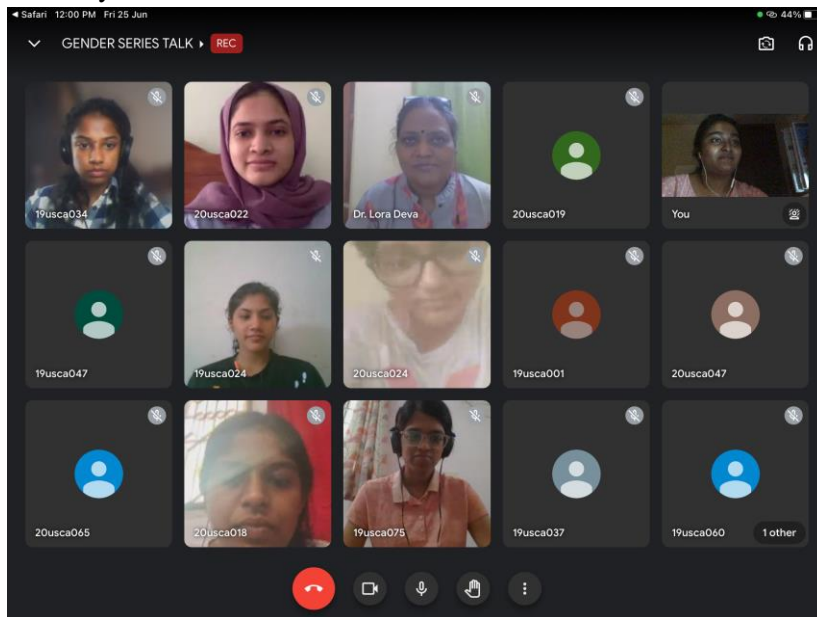 Safari 12:00 PM Fri 25 Jun
44%
GENDER SERIES TALK
REC
19usca034
20usca022
Dr. Lora Deva
20usca019
You
19usca047
19usca024
20usca024
19usca001
20usca047
20usca065
20usca018
19usca075
19usca037
19usca060
1 other